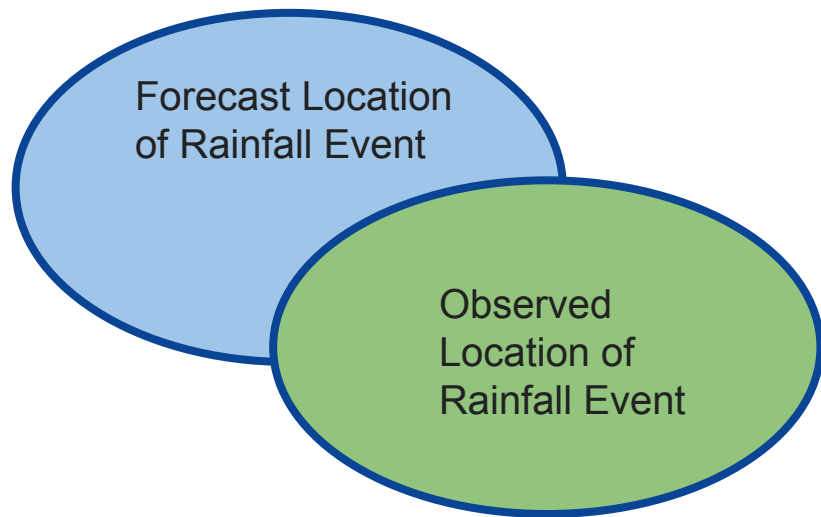 Forecast Location
of Rainfall Event
Observed
Location of
Rainfall Event